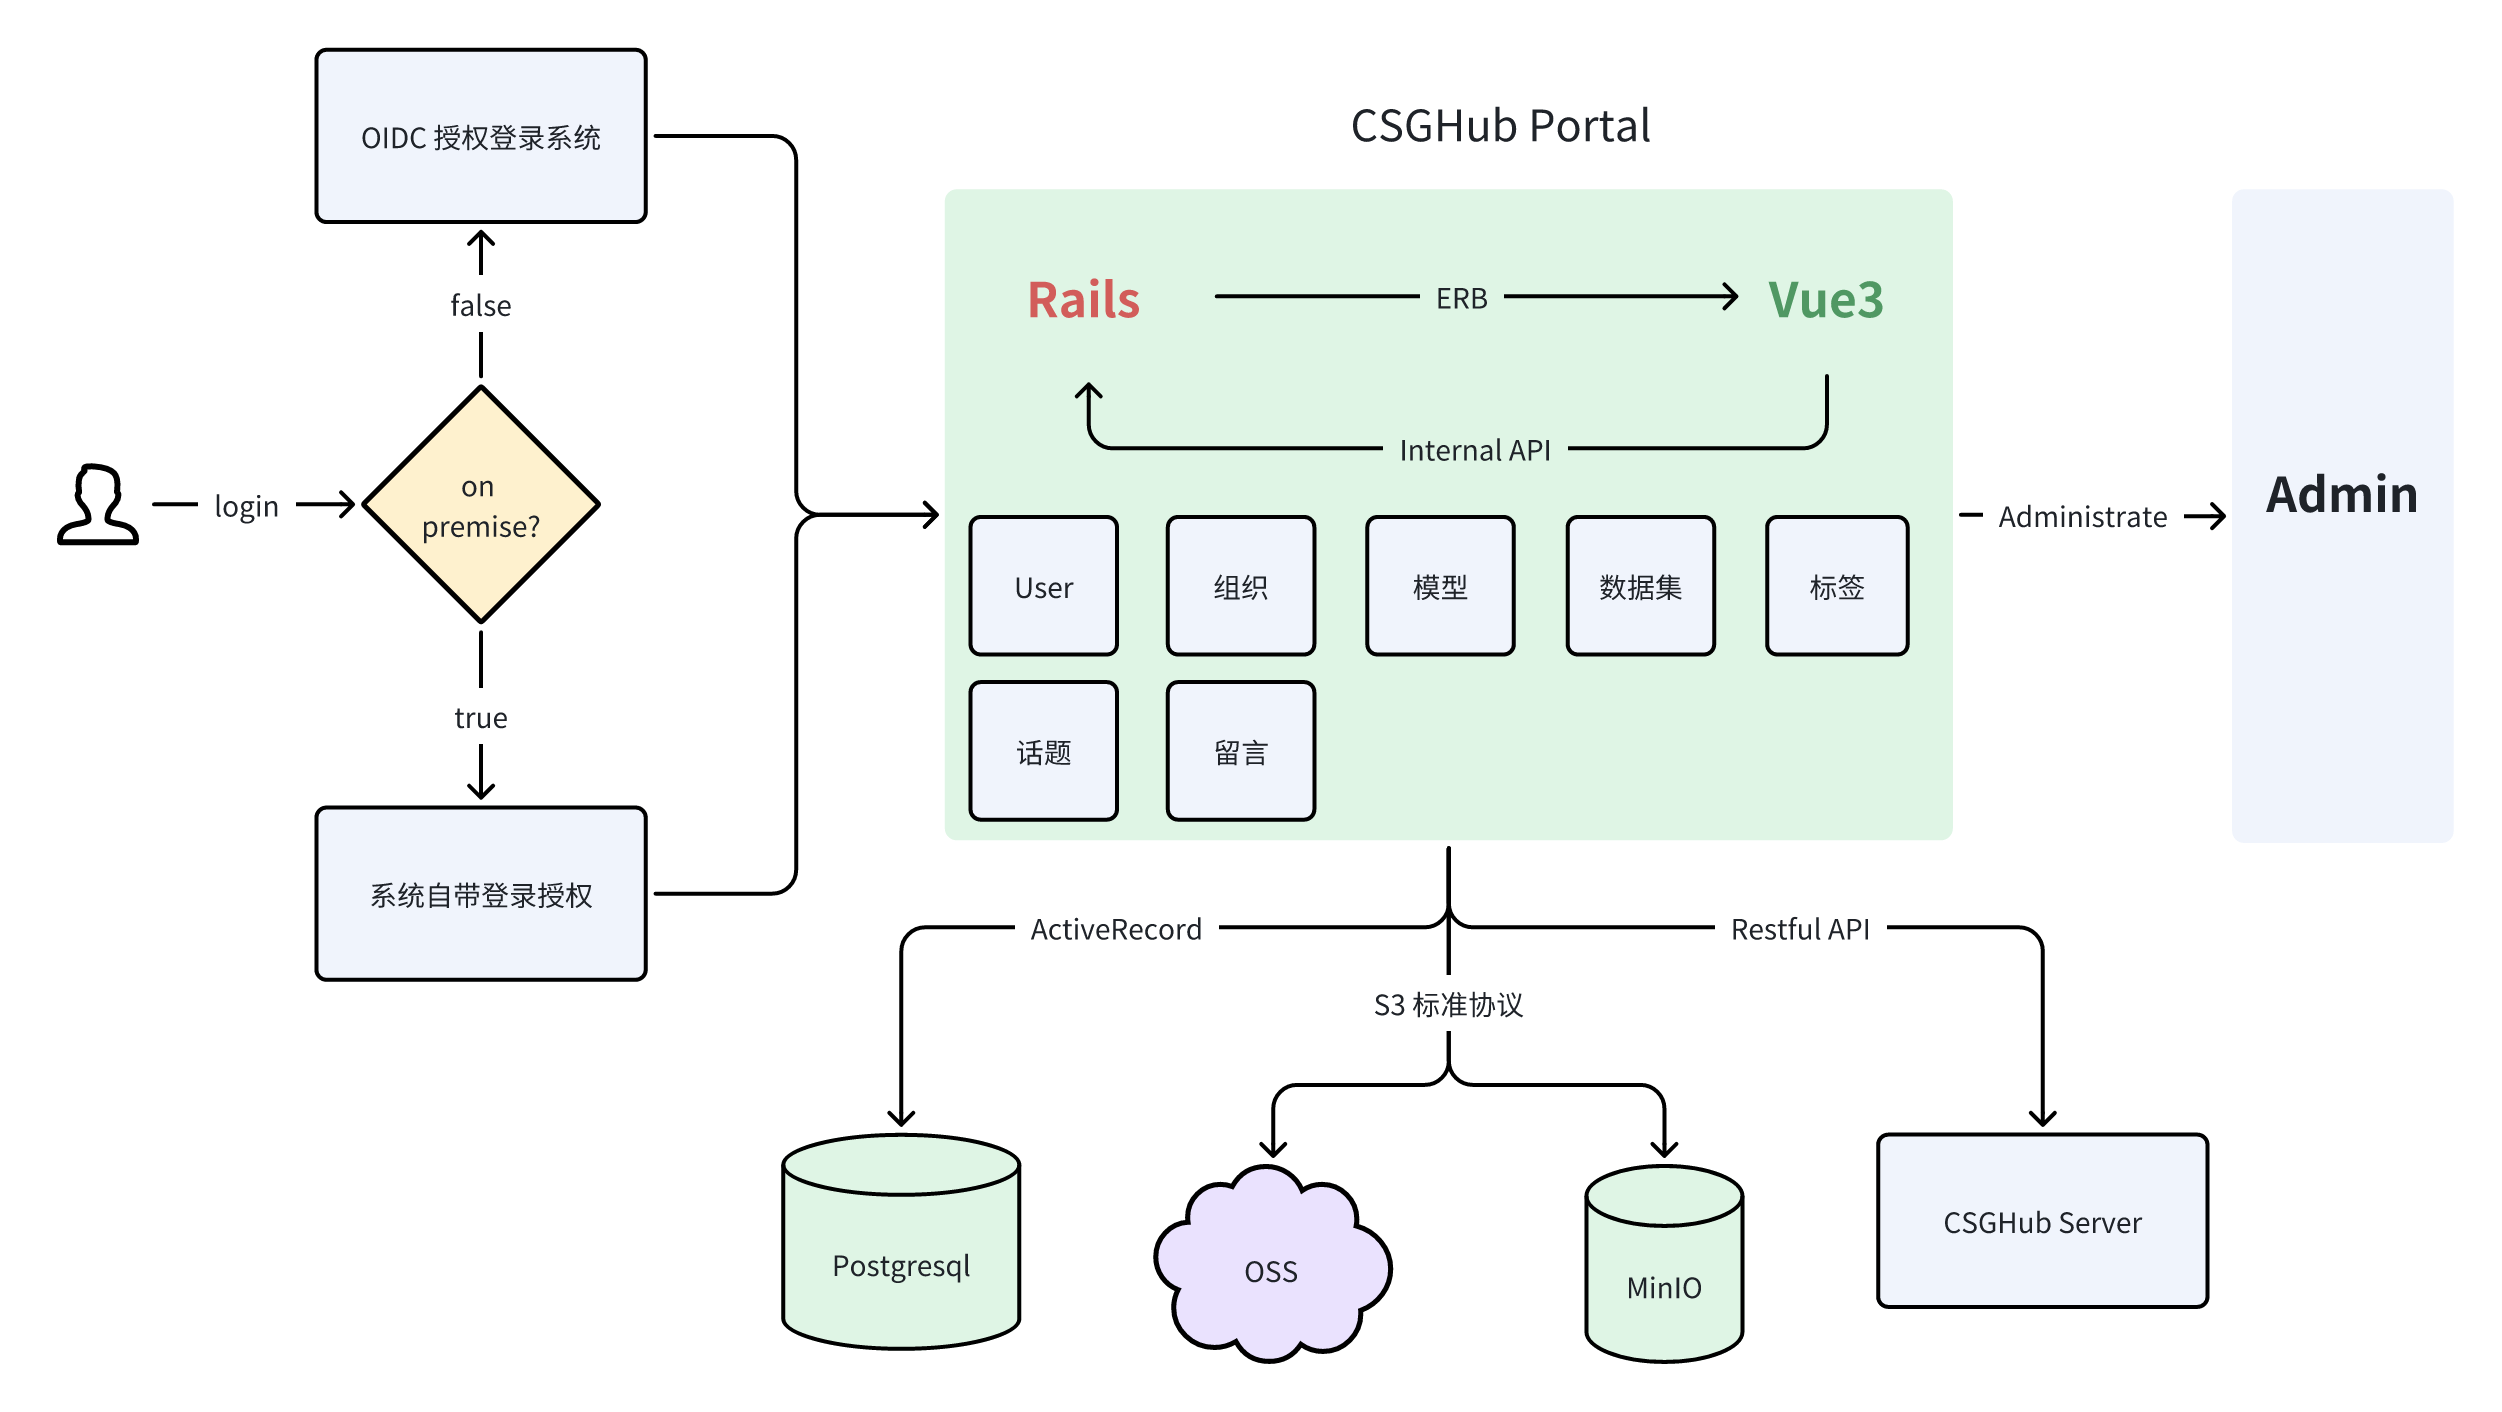 OIDC 授权登录系统
false
login
on
premise?
true
系统自带登录授权
CSGHub Portal
Rails
ERB
Vue3
Internal API
User
组织
模型
数据集
标签
话题
留言
Administrate
Admin
ActiveRecord
Restful API
S3 标准协议
Postgresql
OSS
MinIO
CSGHub Server